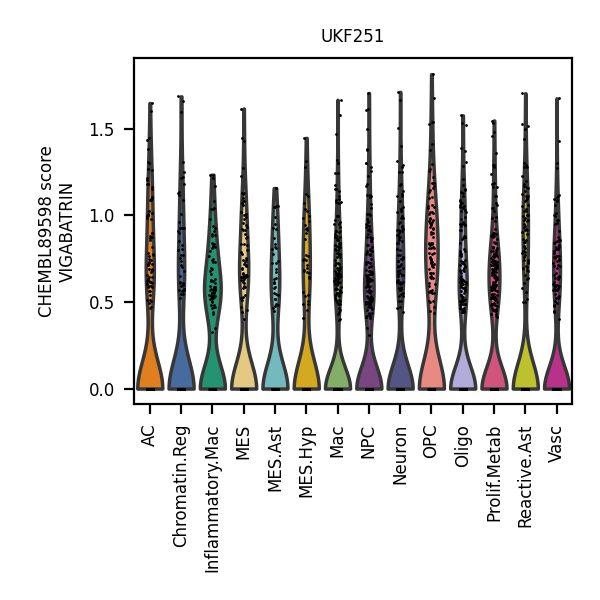 UKF251
CHEMBL89598 score
VIGABATRIN
1.5
1.0
0.5
0.0
AC
Chromatin.Reg
Inflammatory.Mac
MES
MES.Ast
MES.Hyp
Mac
NPC
Neuron
OPC
Oligo
Prolif.Metab
Reactive.Ast
Vasc